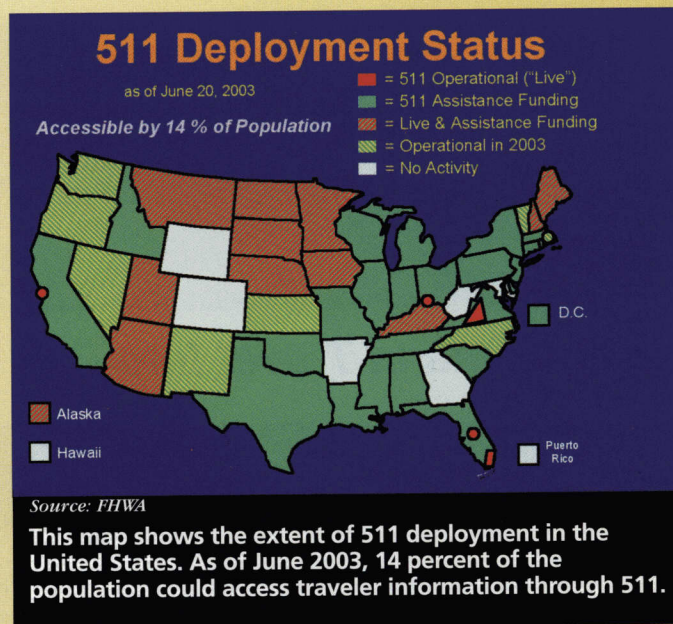 511 Deployment Status
as of June 20, 2003
Accessible by 14 % of Population
= 511 Operational ("Live")
= 511 Assistance Funding
= Live & Assistance Funding
= Operational in 2003
= No Activity
D.C.
Alaska
Hawaii
Puerto
Rico
Source: FHWA
This map shows the extent of 511 deployment in the
United States. As of June 2003, 14 percent of the
population could access traveler information through 511.